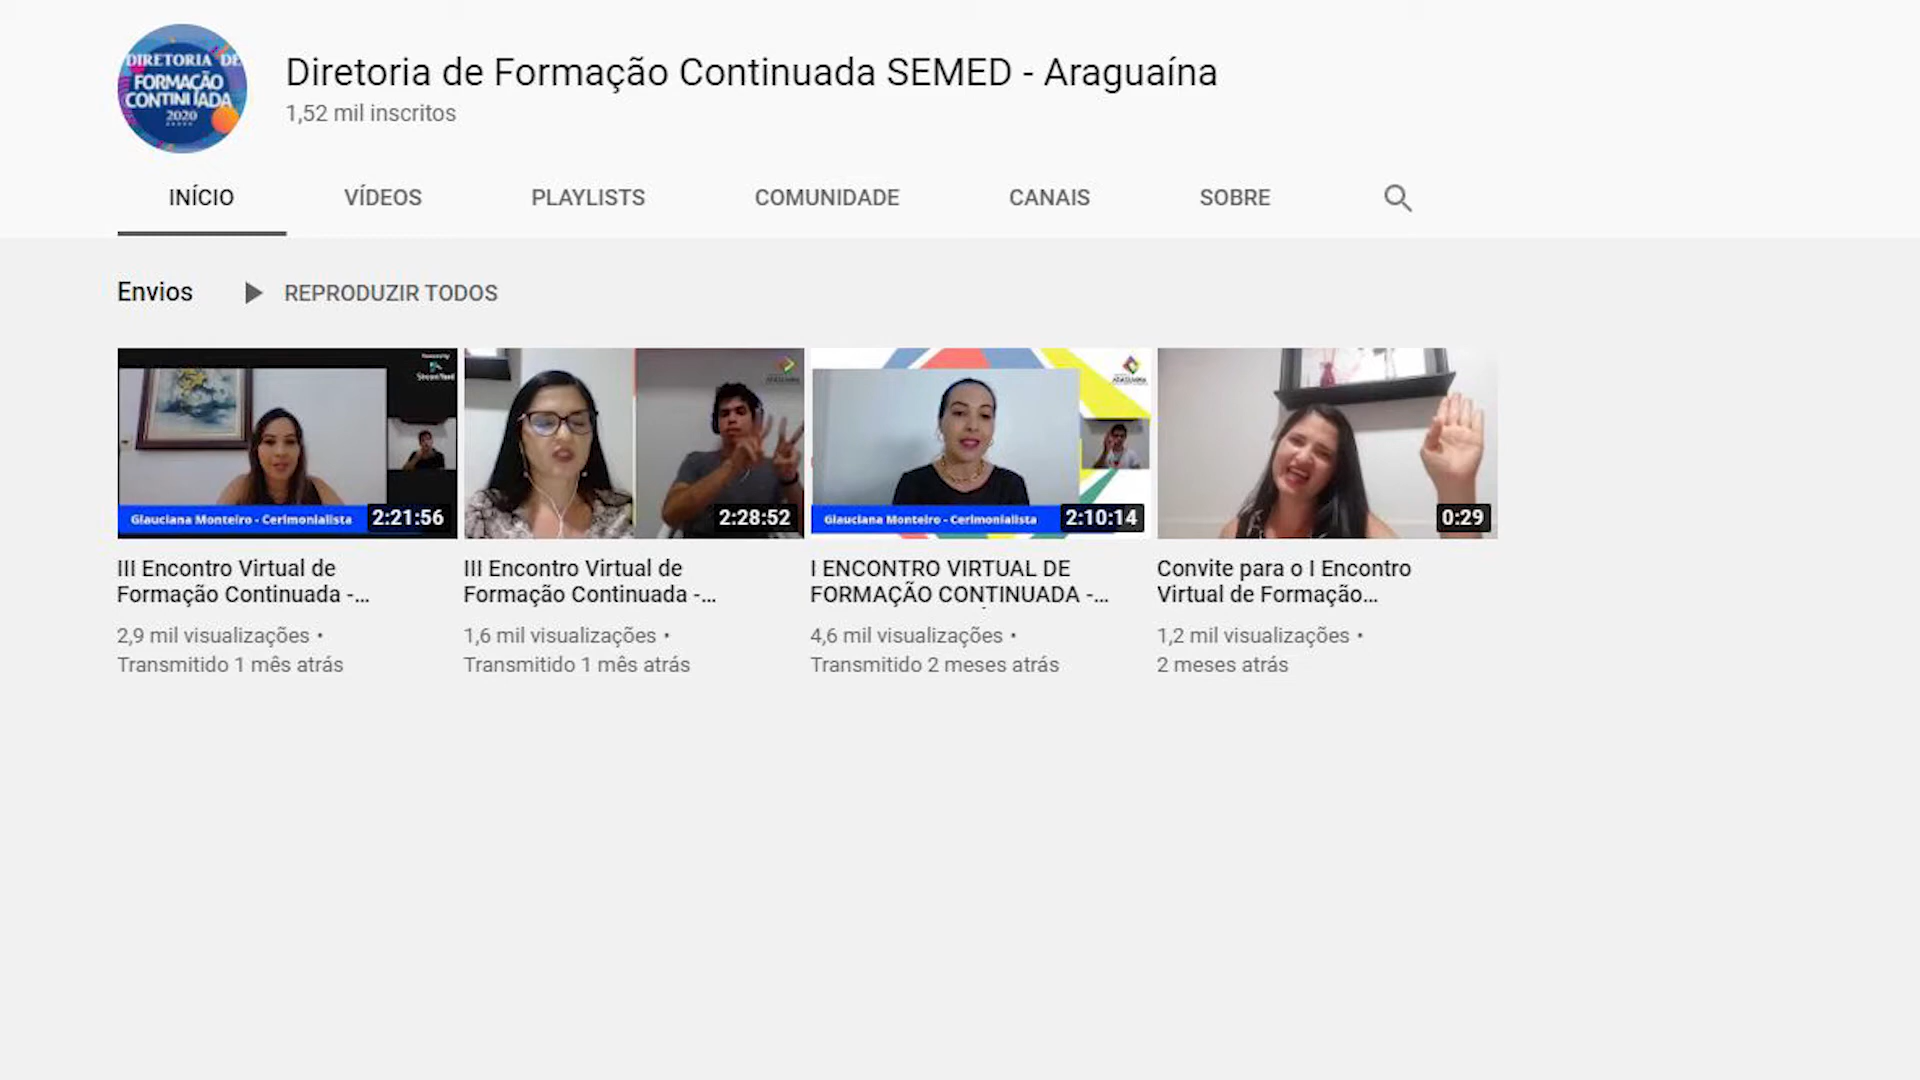 DIRETORIA DE
FORMAÇÃO
CONTINUADA
2020
Diretoria de Formação Continuada SEMED - Araguaína
1,52 mil inscritos
INÍCIO
VÍDEOS
PLAYLISTS
COMUNIDADE
CANAIS
SOBRE
Envios
REPRODUZIR TODOS
Glauciana Monteiro - Cerimonialista
2:21:56
III Encontro Virtual de
Formação Continuada -...
2,9 mil visualizações •
Transmitido 1 mês atrás
2:28:52
III Encontro Virtual de
Formação Continuada -...
1,6 mil visualizações •
Transmitido 1 mês atrás
ARAGUAÍNA
Glauciana Monteiro - Cerimonialista
2:10:14
I ENCONTRO VIRTUAL DE
FORMAÇÃO CONTINUADA -...
4,6 mil visualizações •
Transmitido 2 meses atrás
0:29
Convite para o I Encontro
Virtual de Formação...
1,2 mil visualizações •
2 meses atrás